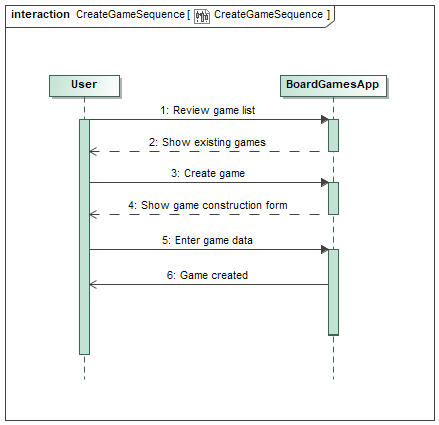 interaction CreateGameSequence [ CreateGameSequence ]
User
BoardGamesApp
1: Review game list
2: Show existing games
3: Create game
4: Show game construction form
5: Enter game data
6: Game created